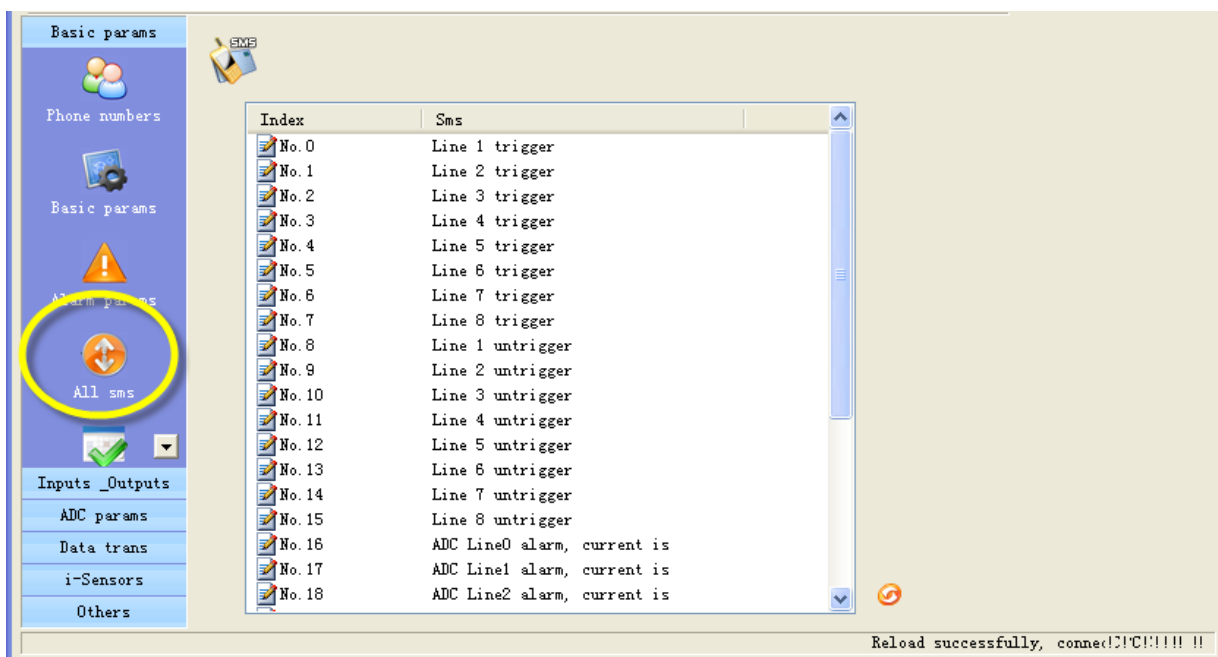 Basic params
SMS
Phone numbers
Basic params
Alarm params
All sms
Inputs _Outputs
ADC params
Data trans
i-Sensors
Others
Index Sms
No. 0 Line 1 trigger
No. 1 Line 2 trigger
No. 2 Line 3 trigger
No. 3 Line 4 trigger
No. 4 Line 5 trigger
No. 5 Line 6 trigger
No. 6 Line 7 trigger
No. 7 Line 8 trigger
No. 8 Line 1 untrigger
No. 9 Line 2 untrigger
No. 10 Line 3 untrigger
No. 11 Line 4 untrigger
No. 12 Line 5 untrigger
No. 13 Line 6 untrigger
No. 14 Line 7 untrigger
No. 15 Line 8 untrigger
No. 16 ADC Line0 alarm, current is
No. 17 ADC Line1 alarm, current is
No. 18 ADC Line2 alarm, current is
Reload successfully,